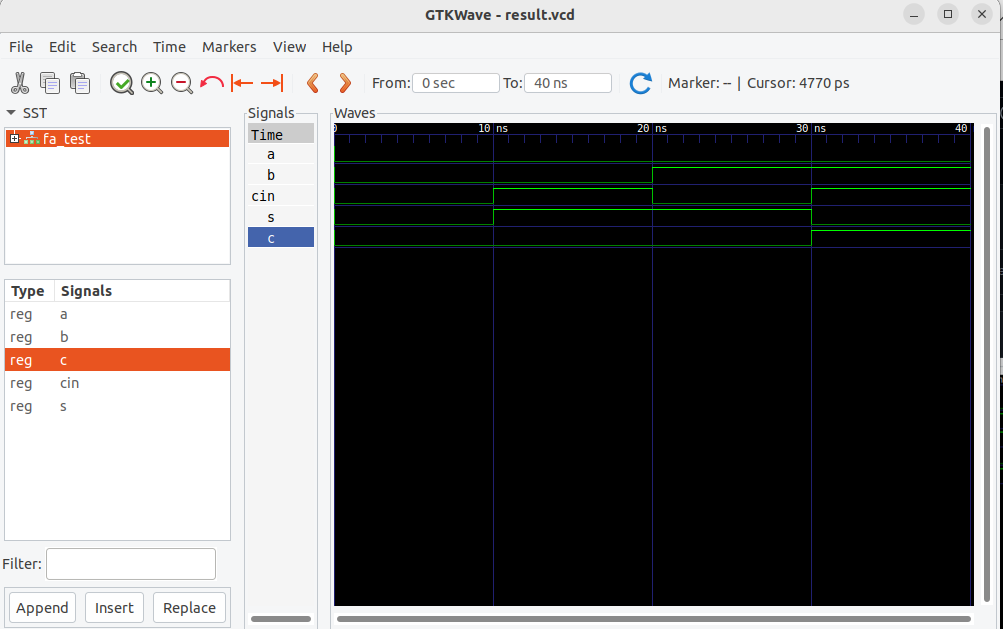 GTKWave - result.vcd
File Edit Search Time Markers View Help
From: 0 sec To: 40 ns Marker: -- | Cursor: 4770 ps
SST
fa_test
Type Signals
reg a
reg b
reg c
reg cin
reg s
Filter:
Append Insert Replace
Signals
Time
a
b
cin
s
c
Waves
0 10 ns 20 ns 30 ns 40